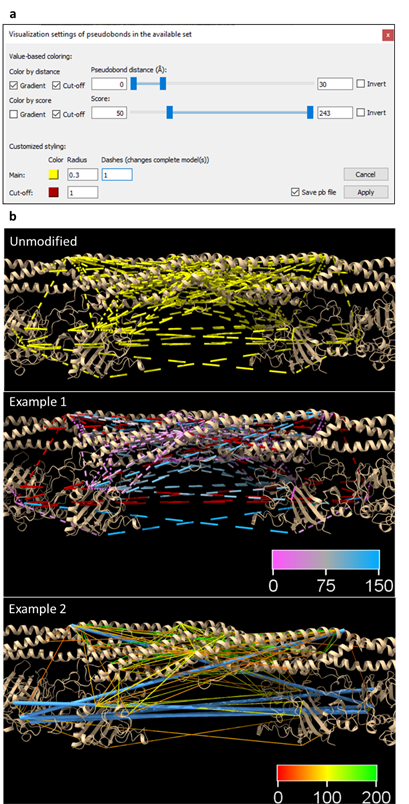 a
Visualization settings of pseudobonds in the available set
x
Value-based coloring:
Color by distance
Pseudobond distance (Å):
Gradient Cut-off 0 30 Invert
Color by score
Score:
Gradient Cut-off 50 243 Invert
Customized styling:
Color Radius Dashes (changes complete model(s))
Main: 0.3 1 Cancel
Cut-off: 1 Save pb file Apply
b
Unmodified
Example 1
0 75 150
Example 2
0 100 200